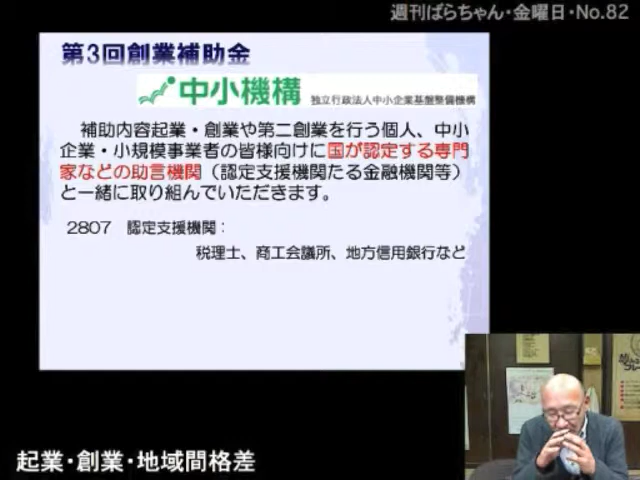 週刊ばらちゃん・金曜日・No.82
第3回創業補助金
中小機構 独立行政法人中小企業基盤整備機構
補助内容起業・創業や第二創業を行う個人、中小
企業・小規模事業者の皆様向けに国が認定する専門
家などの助言機関（認定支援機関たる金融機関等）
と一緒に取り組んでいただきます。
2807 認定支援機関：
税理士、商工会議所、地方信用銀行など
起業・創業・地域間格差